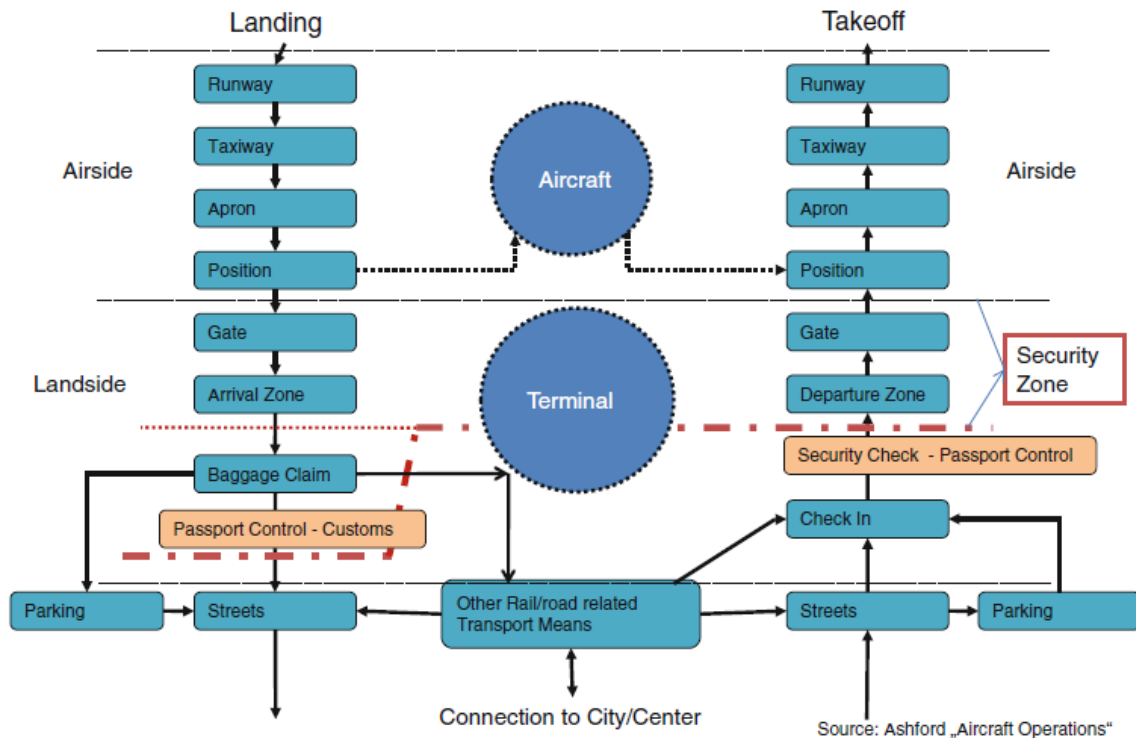 Landing
Takeoff
Runway
Runway
Taxiway
Taxiway
Airside
Aircraft
Airside
Apron
Apron
Position
Position
Gate
Gate
Security
Zone
Landside
Arrival Zone
Terminal
Departure Zone
Security Check - Passport Control
Baggage Claim
Passport Control - Customs
Check In
Parking
Streets
Other Rail/road related
Transport Means
Streets
Parking
Connection to City/Center
Source: Ashford „Aircraft Operations“